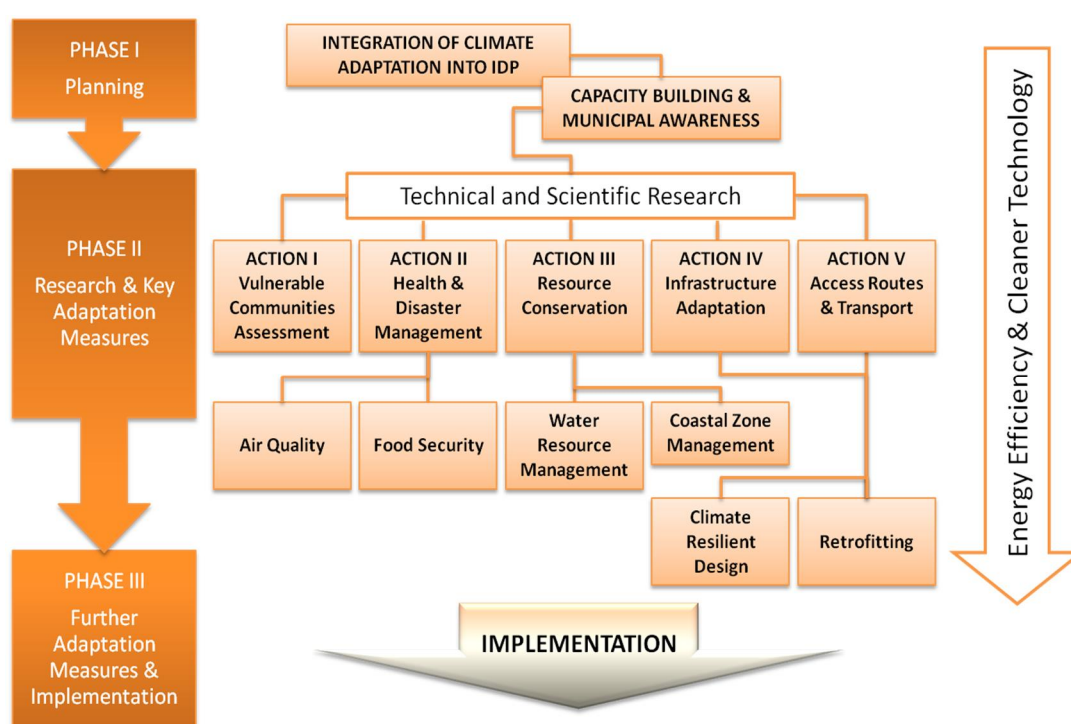 PHASE I
Planning
PHASE II
Research & Key
Adaptation
Measures
PHASE III
Further
Adaptation
Measures &
Implementation
INTEGRATION OF CLIMATE
ADAPTATION INTO IDP
CAPACITY BUILDING &
MUNICIPAL AWARENESS
Technical and Scientific Research
ACTION I
Vulnerable
Communities
Assessment
ACTION II
Health &
Disaster
Management
ACTION III
Resource
Conservation
ACTION IV
Infrastructure
Adaptation
ACTION V
Access Routes
& Transport
Air Quality
Food Security
Water
Resource
Management
Coastal Zone
Management
Climate
Resilient
Design
Retrofitting
IMPLEMENTATION
Energy Efficiency & Cleaner Technology